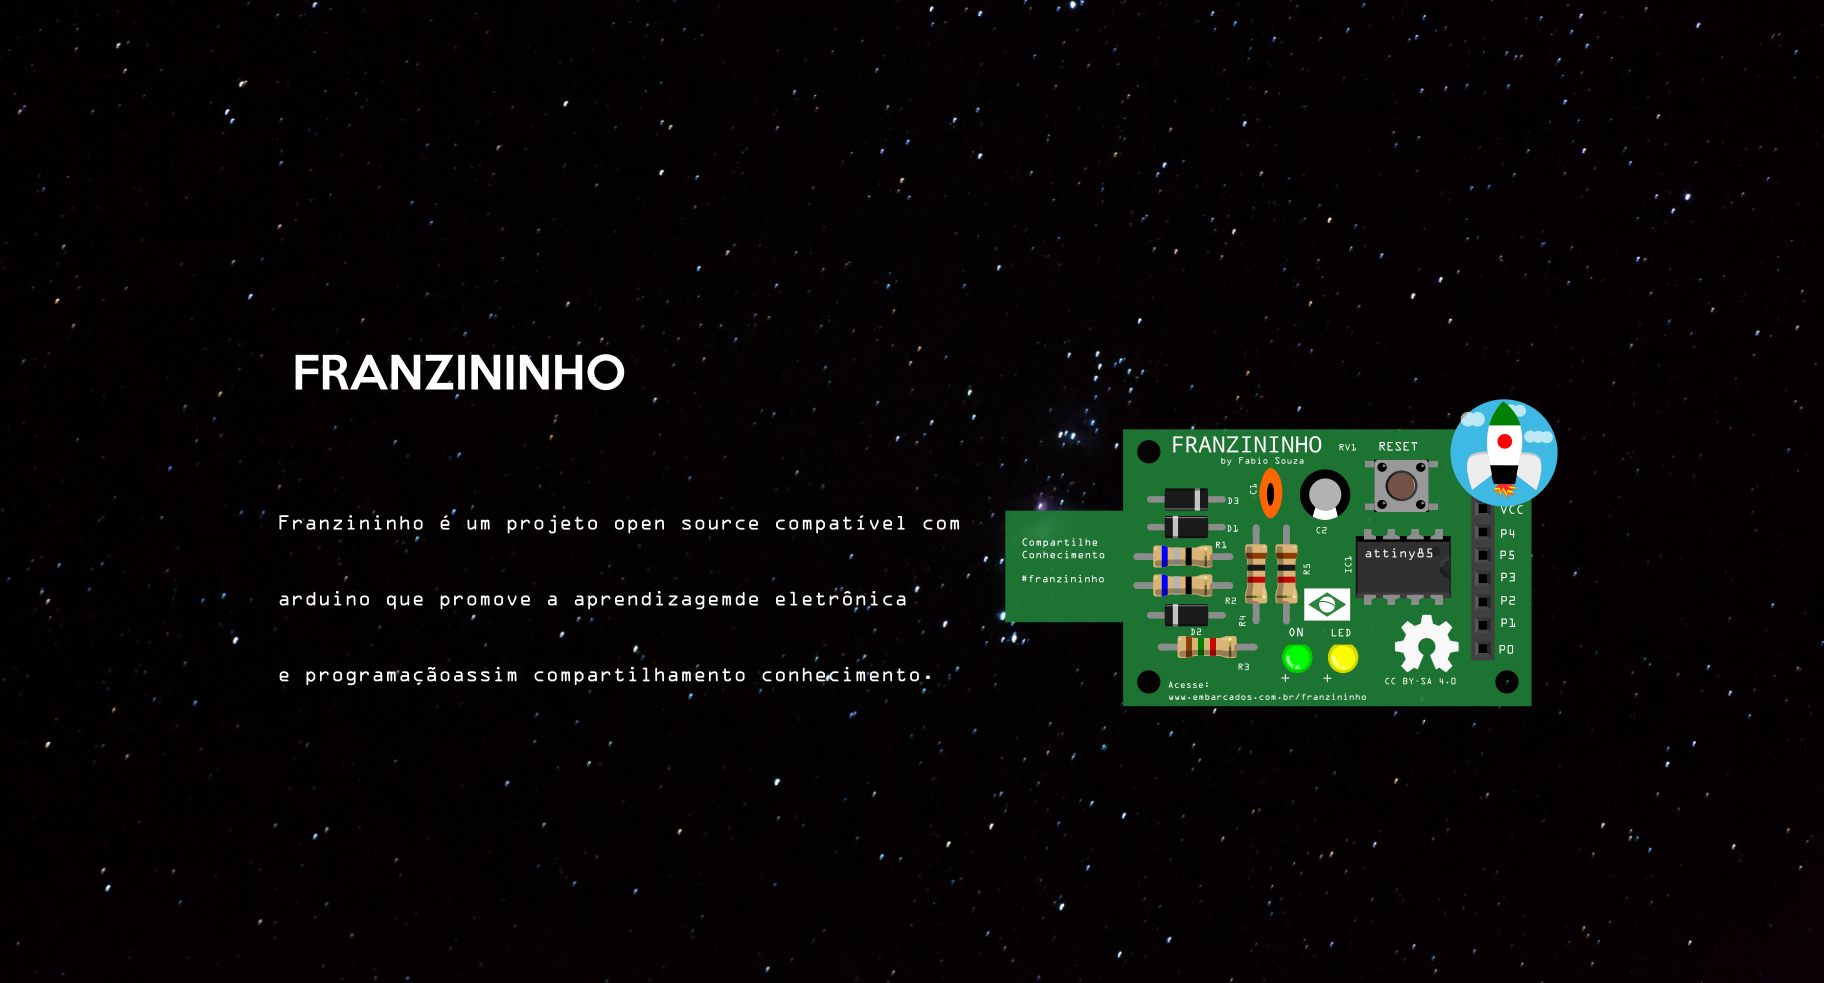 FRANZININHO
Franzininho é um projeto open source compatível com
arduino que promove a aprendizagemde eletrônica
e programaçãoassim compartilhamento conhecimento.
FRANZININHO
by Fabio Souza
RV1
RESET
C1
D3
D1
R1
C2
Compartilhe
Conhecimento
#franzininho
R2
D2
R4
R3
R5
IC1
attiny85
VCC
P4
P5
P3
P2
P1
P0
ON
LED
+
+
CC BY-SA 4.0
Acesse:
www.embarcados.com.br/franzininho